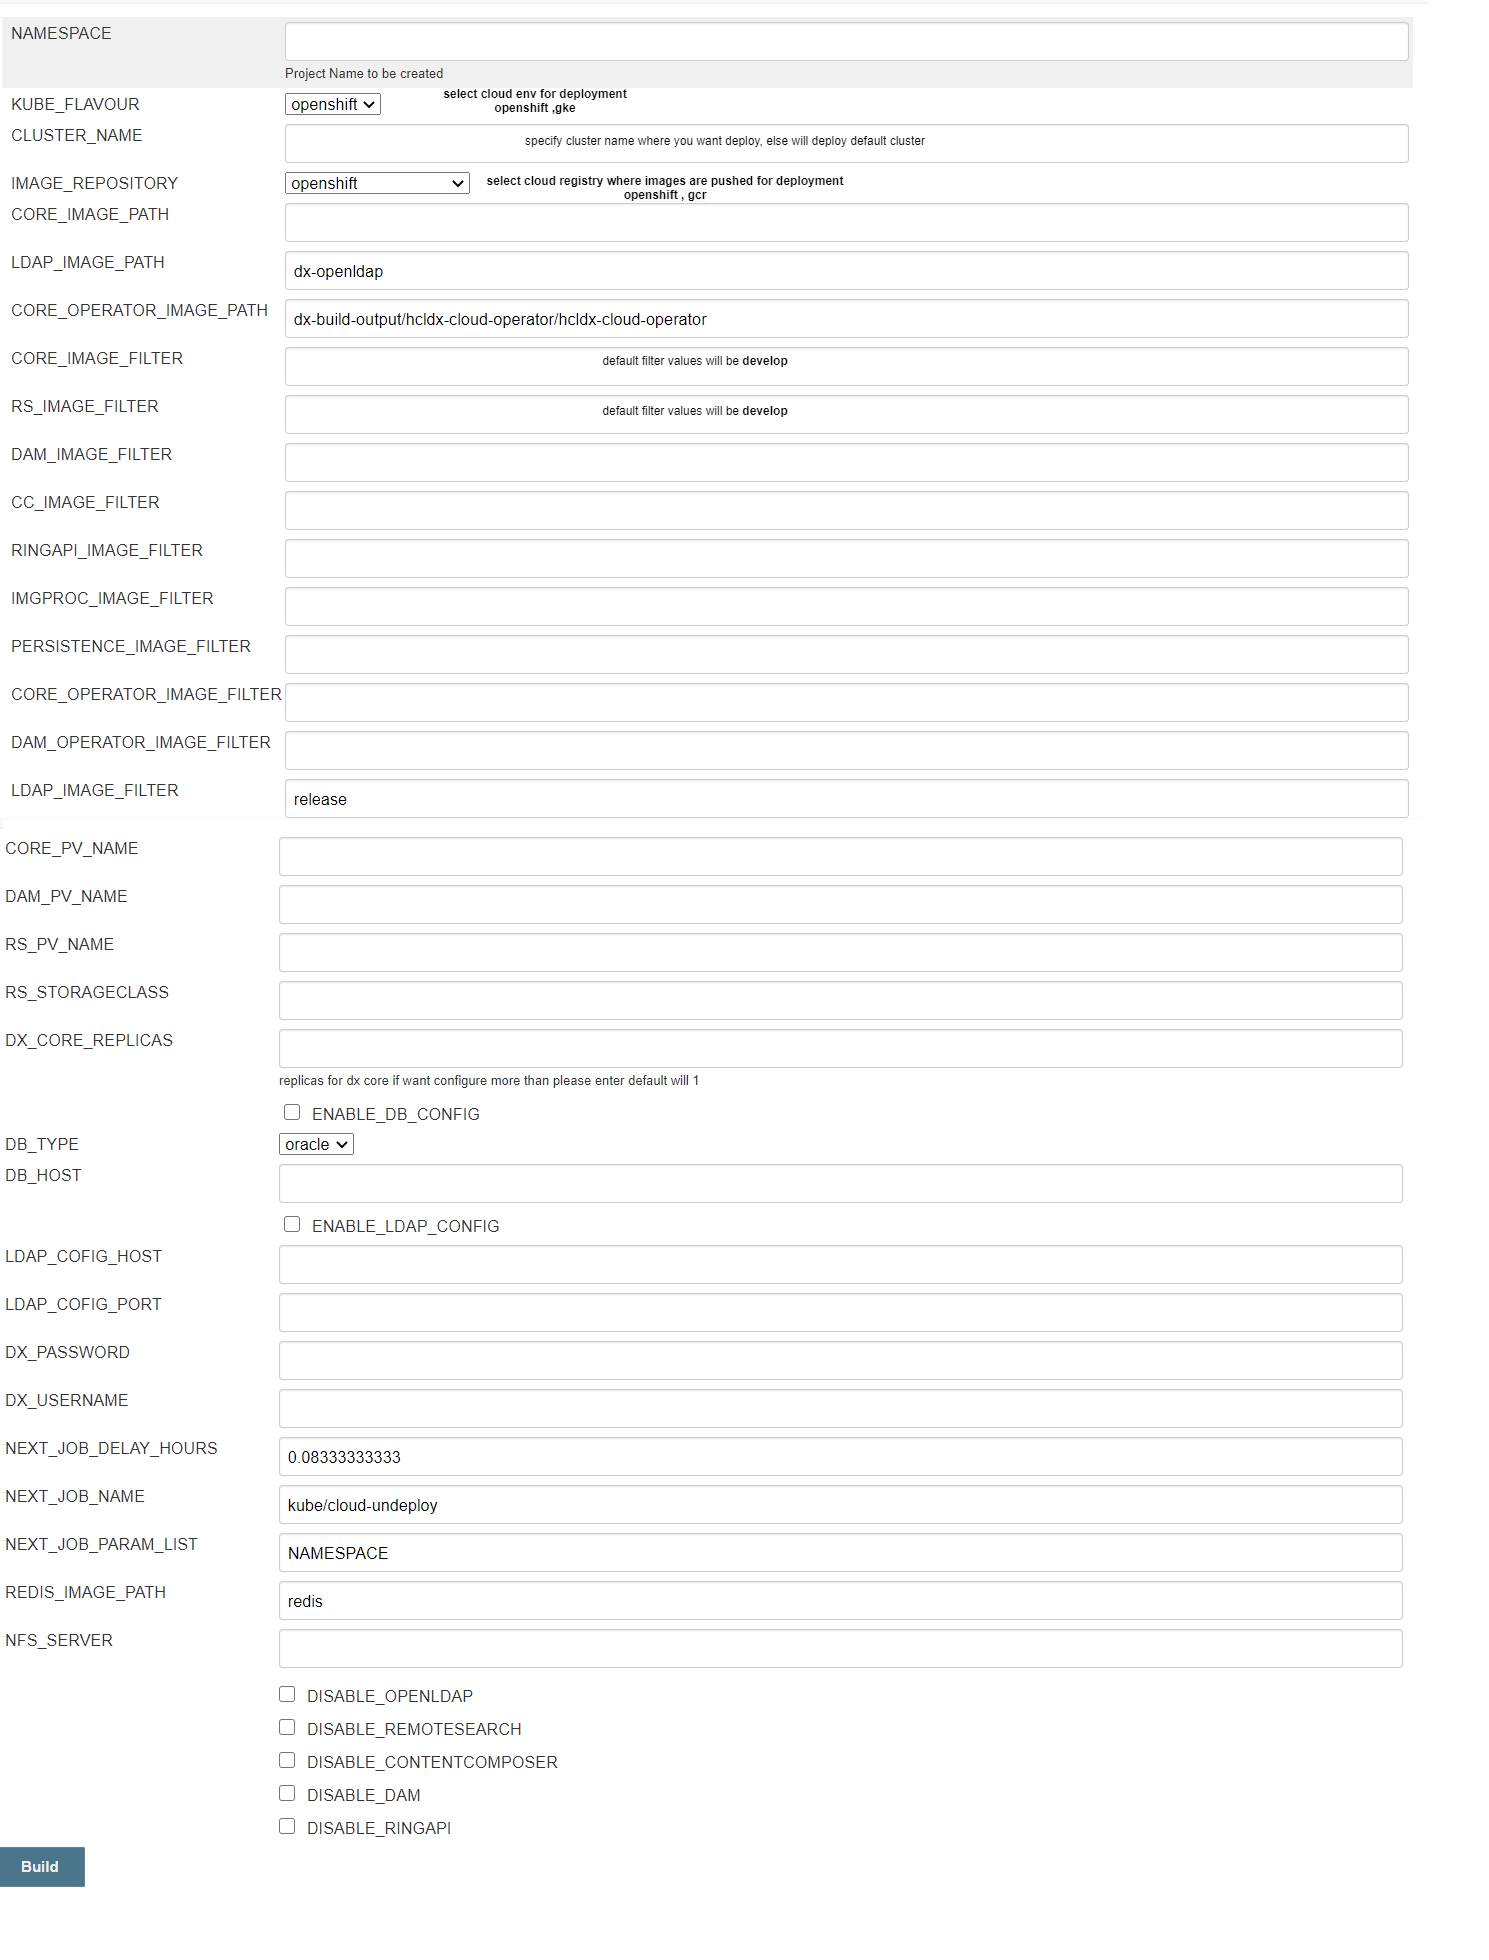 NAMESPACE
Project Name to be created
KUBE_FLAVOUR
openshift
select cloud env for deployment
openshift ,gke
CLUSTER_NAME
specify cluster name where you want deploy, else will deploy default cluster
IMAGE_REPOSITORY
openshift
select cloud registry where images are pushed for deployment
openshift , gcr
CORE_IMAGE_PATH
LDAP_IMAGE_PATH
dx-openldap
CORE_OPERATOR_IMAGE_PATH
dx-build-output/hcldx-cloud-operator/hcldx-cloud-operator
CORE_IMAGE_FILTER
default filter values will be develop
RS_IMAGE_FILTER
default filter values will be develop
DAM_IMAGE_FILTER
CC_IMAGE_FILTER
RINGAPI_IMAGE_FILTER
IMGPROC_IMAGE_FILTER
PERSISTENCE_IMAGE_FILTER
CORE_OPERATOR_IMAGE_FILTER
DAM_OPERATOR_IMAGE_FILTER
LDAP_IMAGE_FILTER
release
CORE_PV_NAME
DAM_PV_NAME
RS_PV_NAME
RS_STORAGECLASS
DX_CORE_REPLICAS
replicas for dx core if want configure more than please enter default will 1
ENABLE_DB_CONFIG
DB_TYPE
oracle
DB_HOST
ENABLE_LDAP_CONFIG
LDAP_COFIG_HOST
LDAP_COFIG_PORT
DX_PASSWORD
DX_USERNAME
NEXT_JOB_DELAY_HOURS
0.08333333333
NEXT_JOB_NAME
kube/cloud-undeploy
NEXT_JOB_PARAM_LIST
NAMESPACE
REDIS_IMAGE_PATH
redis
NFS_SERVER
DISABLE_OPENLDAP
DISABLE_REMOTESEARCH
DISABLE_CONTENTCOMPOSER
DISABLE_DAM
DISABLE_RINGAPI
Build